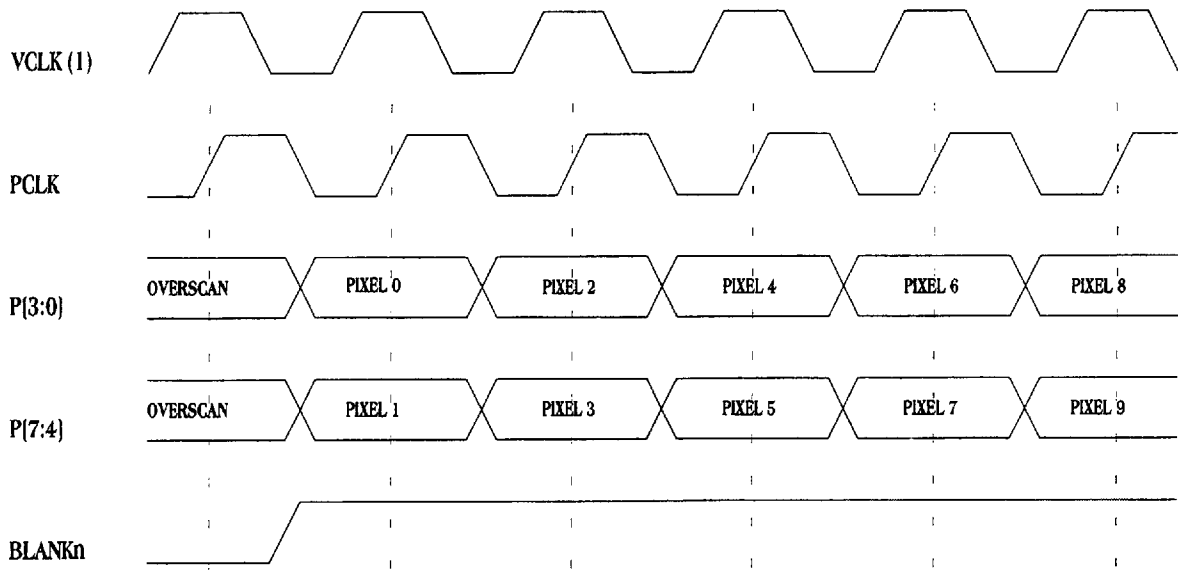 VCLK (1)
PCLK
P[3:0]
OVERSCAN PIXEL 0 PIXEL 2 PIXEL 4 PIXEL 6 PIXEL 8
P[7:4]
OVERSCAN PIXEL 1 PIXEL 3 PIXEL 5 PIXEL 7 PIXEL 9
BLANKn